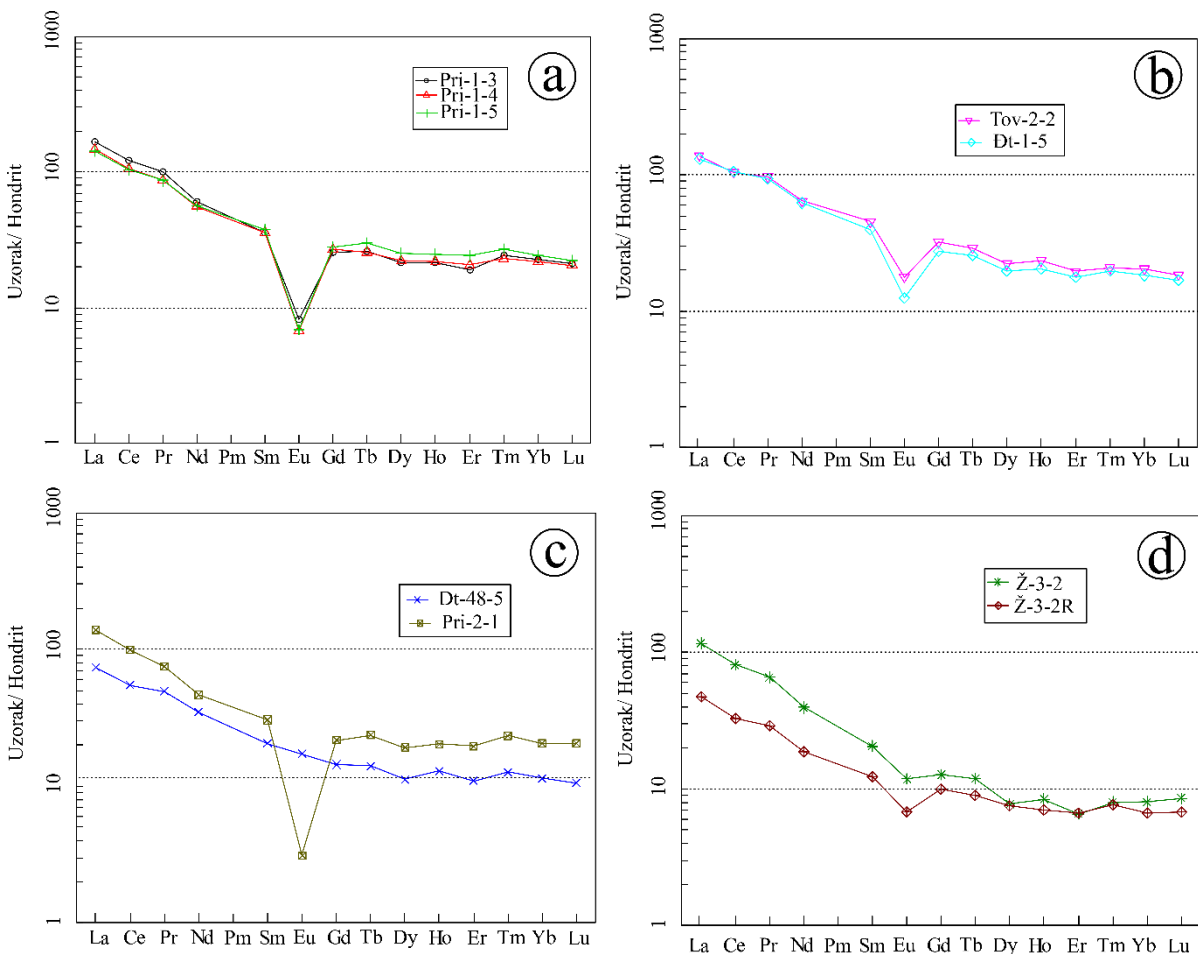 1000
100
10
1
Uzorak/ Hondrit
a
Pri-1-3
Pri-1-4
Pri-1-5
La Ce Pr Nd Pm Sm Eu Gd Tb Dy Ho Er Tm Yb Lu
1000
100
10
1
Uzorak/ Hondrit
b
Tov-2-2
Dt-1-5
La Ce Pr Nd Pm Sm Eu Gd Tb Dy Ho Er Tm Yb Lu
1000
100
10
1
Uzorak/ Hondrit
c
Dt-48-5
Pri-2-1
La Ce Pr Nd Pm Sm Eu Gd Tb Dy Ho Er Tm Yb Lu
1000
100
10
1
Uzorak/ Hondrit
d
Ž-3-2
Ž-3-2R
La Ce Pr Nd Pm Sm Eu Gd Tb Dy Ho Er Tm Yb Lu